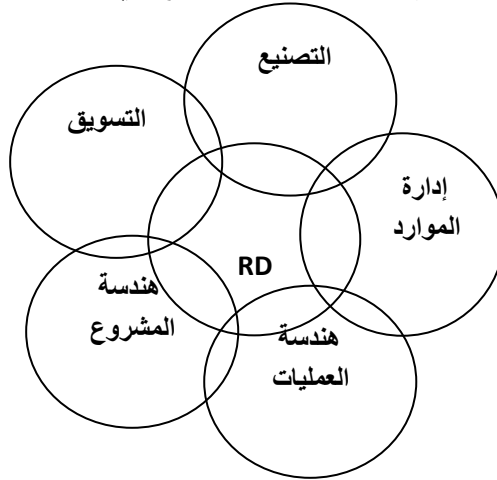 التصنيع
التسويق
إدارة
الموارد
RD
هندسة
المشروع
هندسة
العمليات